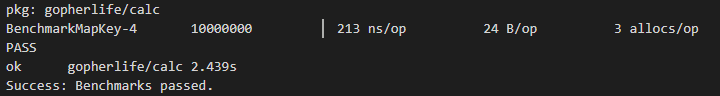 pkg: gopherlife/calc
BenchmarkMapKey-4 10000000 213 ns/op 24 B/op 3 allocs/op
PASS
ok gopherlife/calc 2.439s
Success: Benchmarks passed.